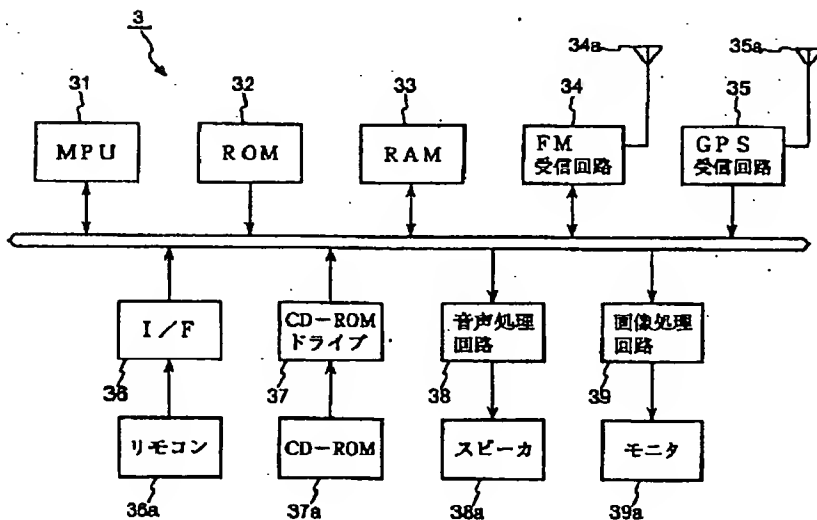 3
34a
35a
31
32
33
34
35
MPU
ROM
RAM
FM
受信回路
GPS
受信回路
I/F
CD-ROM
ドライブ
音声処理
回路
画像処理
回路
36
37
38
39
リモコン
CD-ROM
スピーカ
モニタ
36a
37a
38a
39a